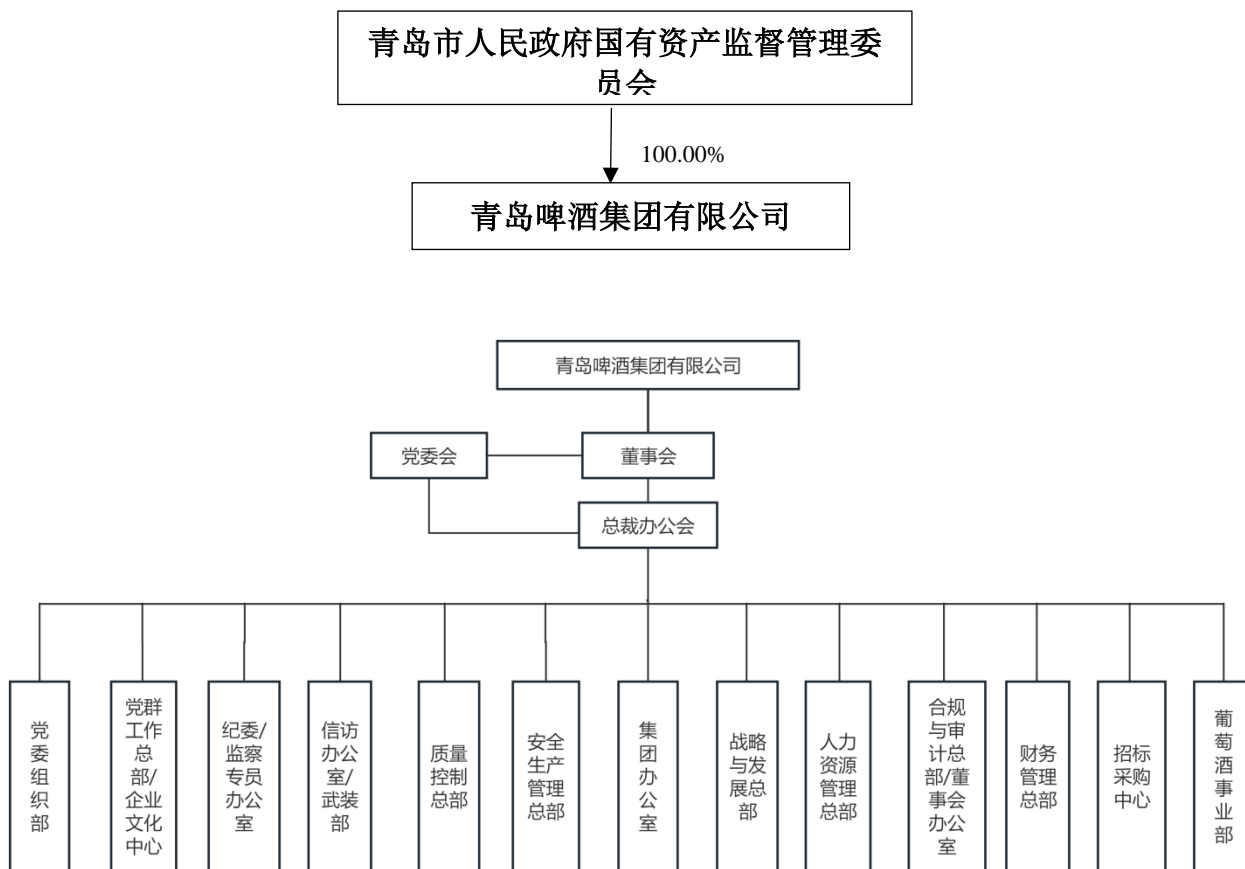 青岛市人民政府国有资产监督管理委
员会
100.00%
青岛啤酒集团有限公司
青岛啤酒集团有限公司
党委会
董事会
总裁办公会
党
委
组
织
部
党群
工作
总
部/
企业
文化
中心
纪委/
监察
专员
办公
室
信访
办公
室/
武装
部
质量
控制
总部
安全
生产
管理
总部
集
团
办
公
室
战略
与发
展总
部
人力
资源
管理
总部
合规
与审
计总
部/董
事会
办公
室
财务
管理
总部
招标
采购
中心
葡
萄
酒
事
业
部